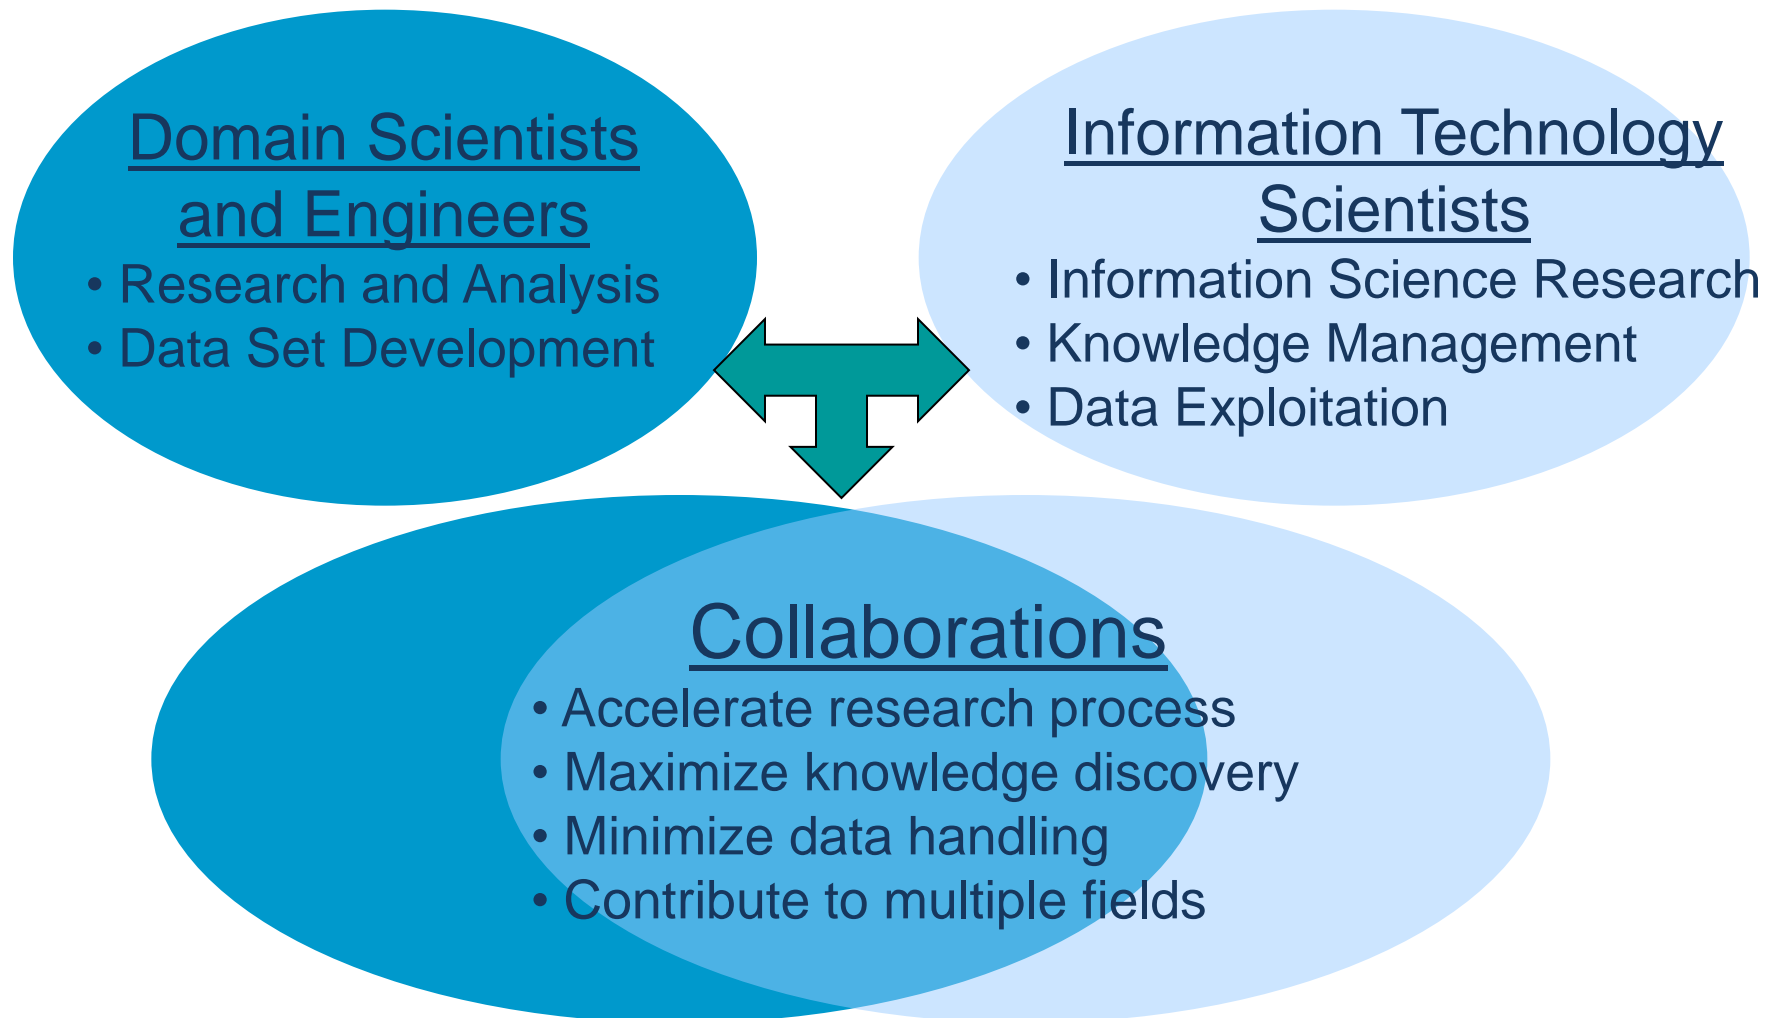 Domain Scientists
and Engineers
• Research and Analysis
• Data Set Development
Information Technology
Scientists
• Information Science Research
• Knowledge Management
• Data Exploitation
Collaborations
• Accelerate research process
• Maximize knowledge discovery
• Minimize data handling
• Contribute to multiple fields